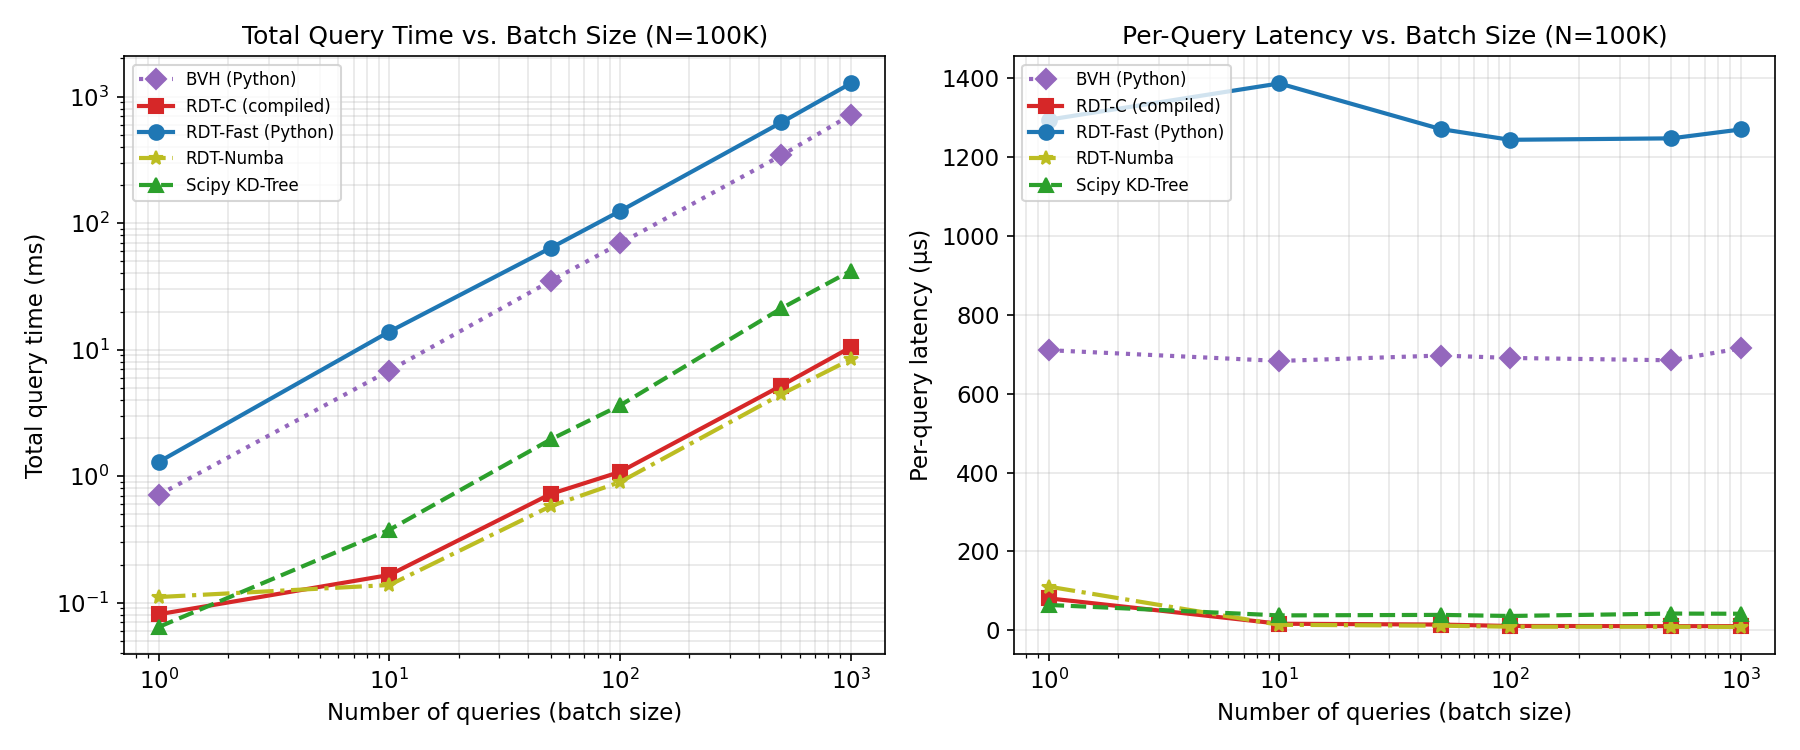 Total Query Time vs. Batch Size (N=100K)
BVH (Python)
RDT-C (compiled)
RDT-Fast (Python)
RDT-Numba
Scipy KD-Tree
Total query time (ms)
10³
10²
10¹
10⁰
10⁻¹
10⁰ 10¹ 10² 10³
Number of queries (batch size)
Per-Query Latency vs. Batch Size (N=100K)
BVH (Python)
RDT-C (compiled)
RDT-Fast (Python)
RDT-Numba
Scipy KD-Tree
Per-query latency (µs)
1400
1200
1000
800
600
400
200
0
10⁰ 10¹ 10² 10³
Number of queries (batch size)